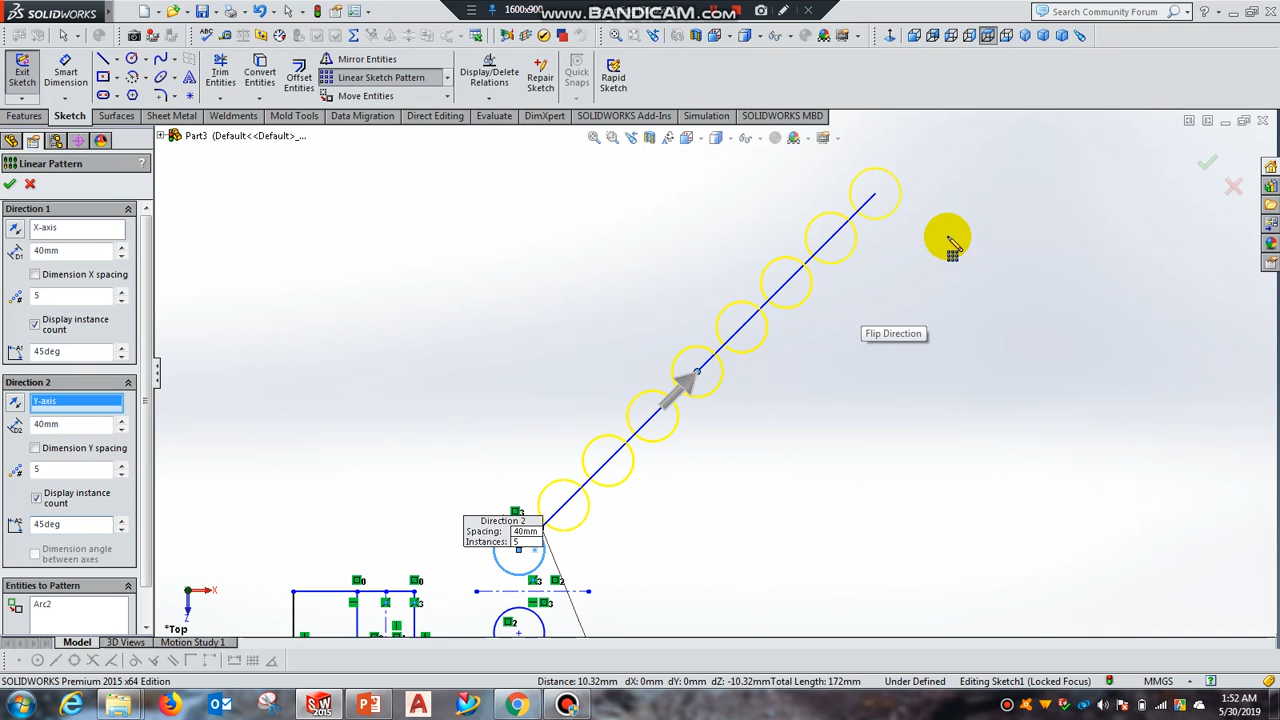 SOLIDWORKS
1600x900
www.BANDICAM.com
Search Community Forum
Exit Sketch
Smart Dimension
Trim Entities
Convert Entities
Offset Entities
Mirror Entities
Linear Sketch Pattern
Move Entities
Display/Delete Relations
Repair Sketch
Quick Snaps
Rapid Sketch
Features
Sketch
Surfaces
Sheet Metal
Weldments
Mold Tools
Data Migration
Direct Editing
Evaluate
DimXpert
SOLIDWORKS Add-Ins
Simulation
SOLIDWORKS MBD
Part3 (Default<<Default>_...
Linear Pattern
?
Direction 1
X-axis
40mm
Dimension X spacing
5
Display instance
count
45deg
Direction 2
Y-axis
40mm
Dimension Y spacing
5
Display instance
count
45deg
Dimension angle
between axes
Entities to Pattern
Arc2
Flip Direction
Direction 2
Spacing: 40mm
Instances: 5
X
*Top
Model
3D Views
Motion Study 1
SOLIDWORKS Premium 2015 x64 Edition
Distance: 10.32mm dX: 0mm dY: 0mm dZ: -10.32mmTotal Length: 172mm
Under Defined
Editing Sketch1 (Locked Focus)
MMGS
1:52 AM
5/30/2019